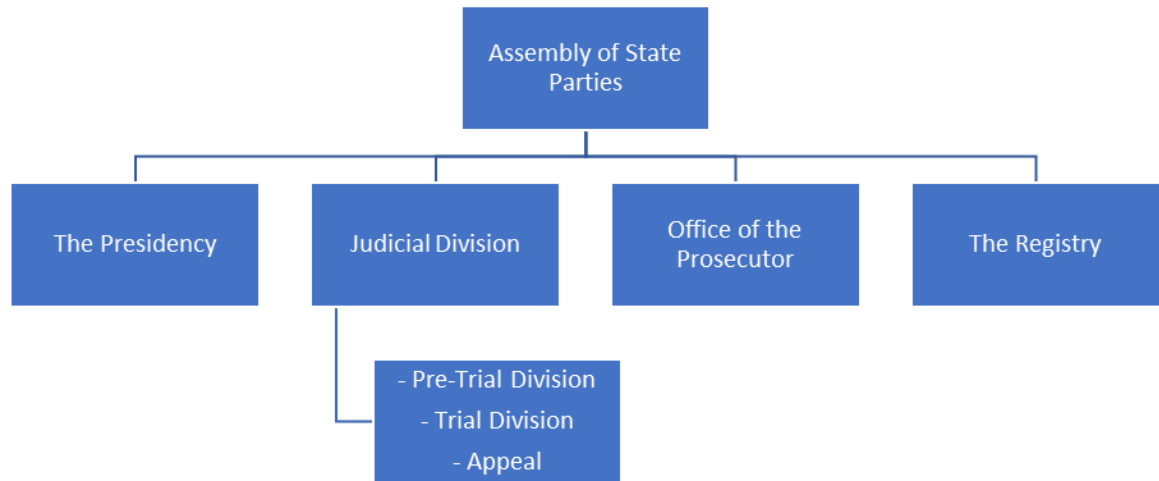 Assembly of State
Parties
The Presidency
Judicial Division
Office of the
Prosecutor
The Registry
- Pre-Trial Division
- Trial Division
- Appeal